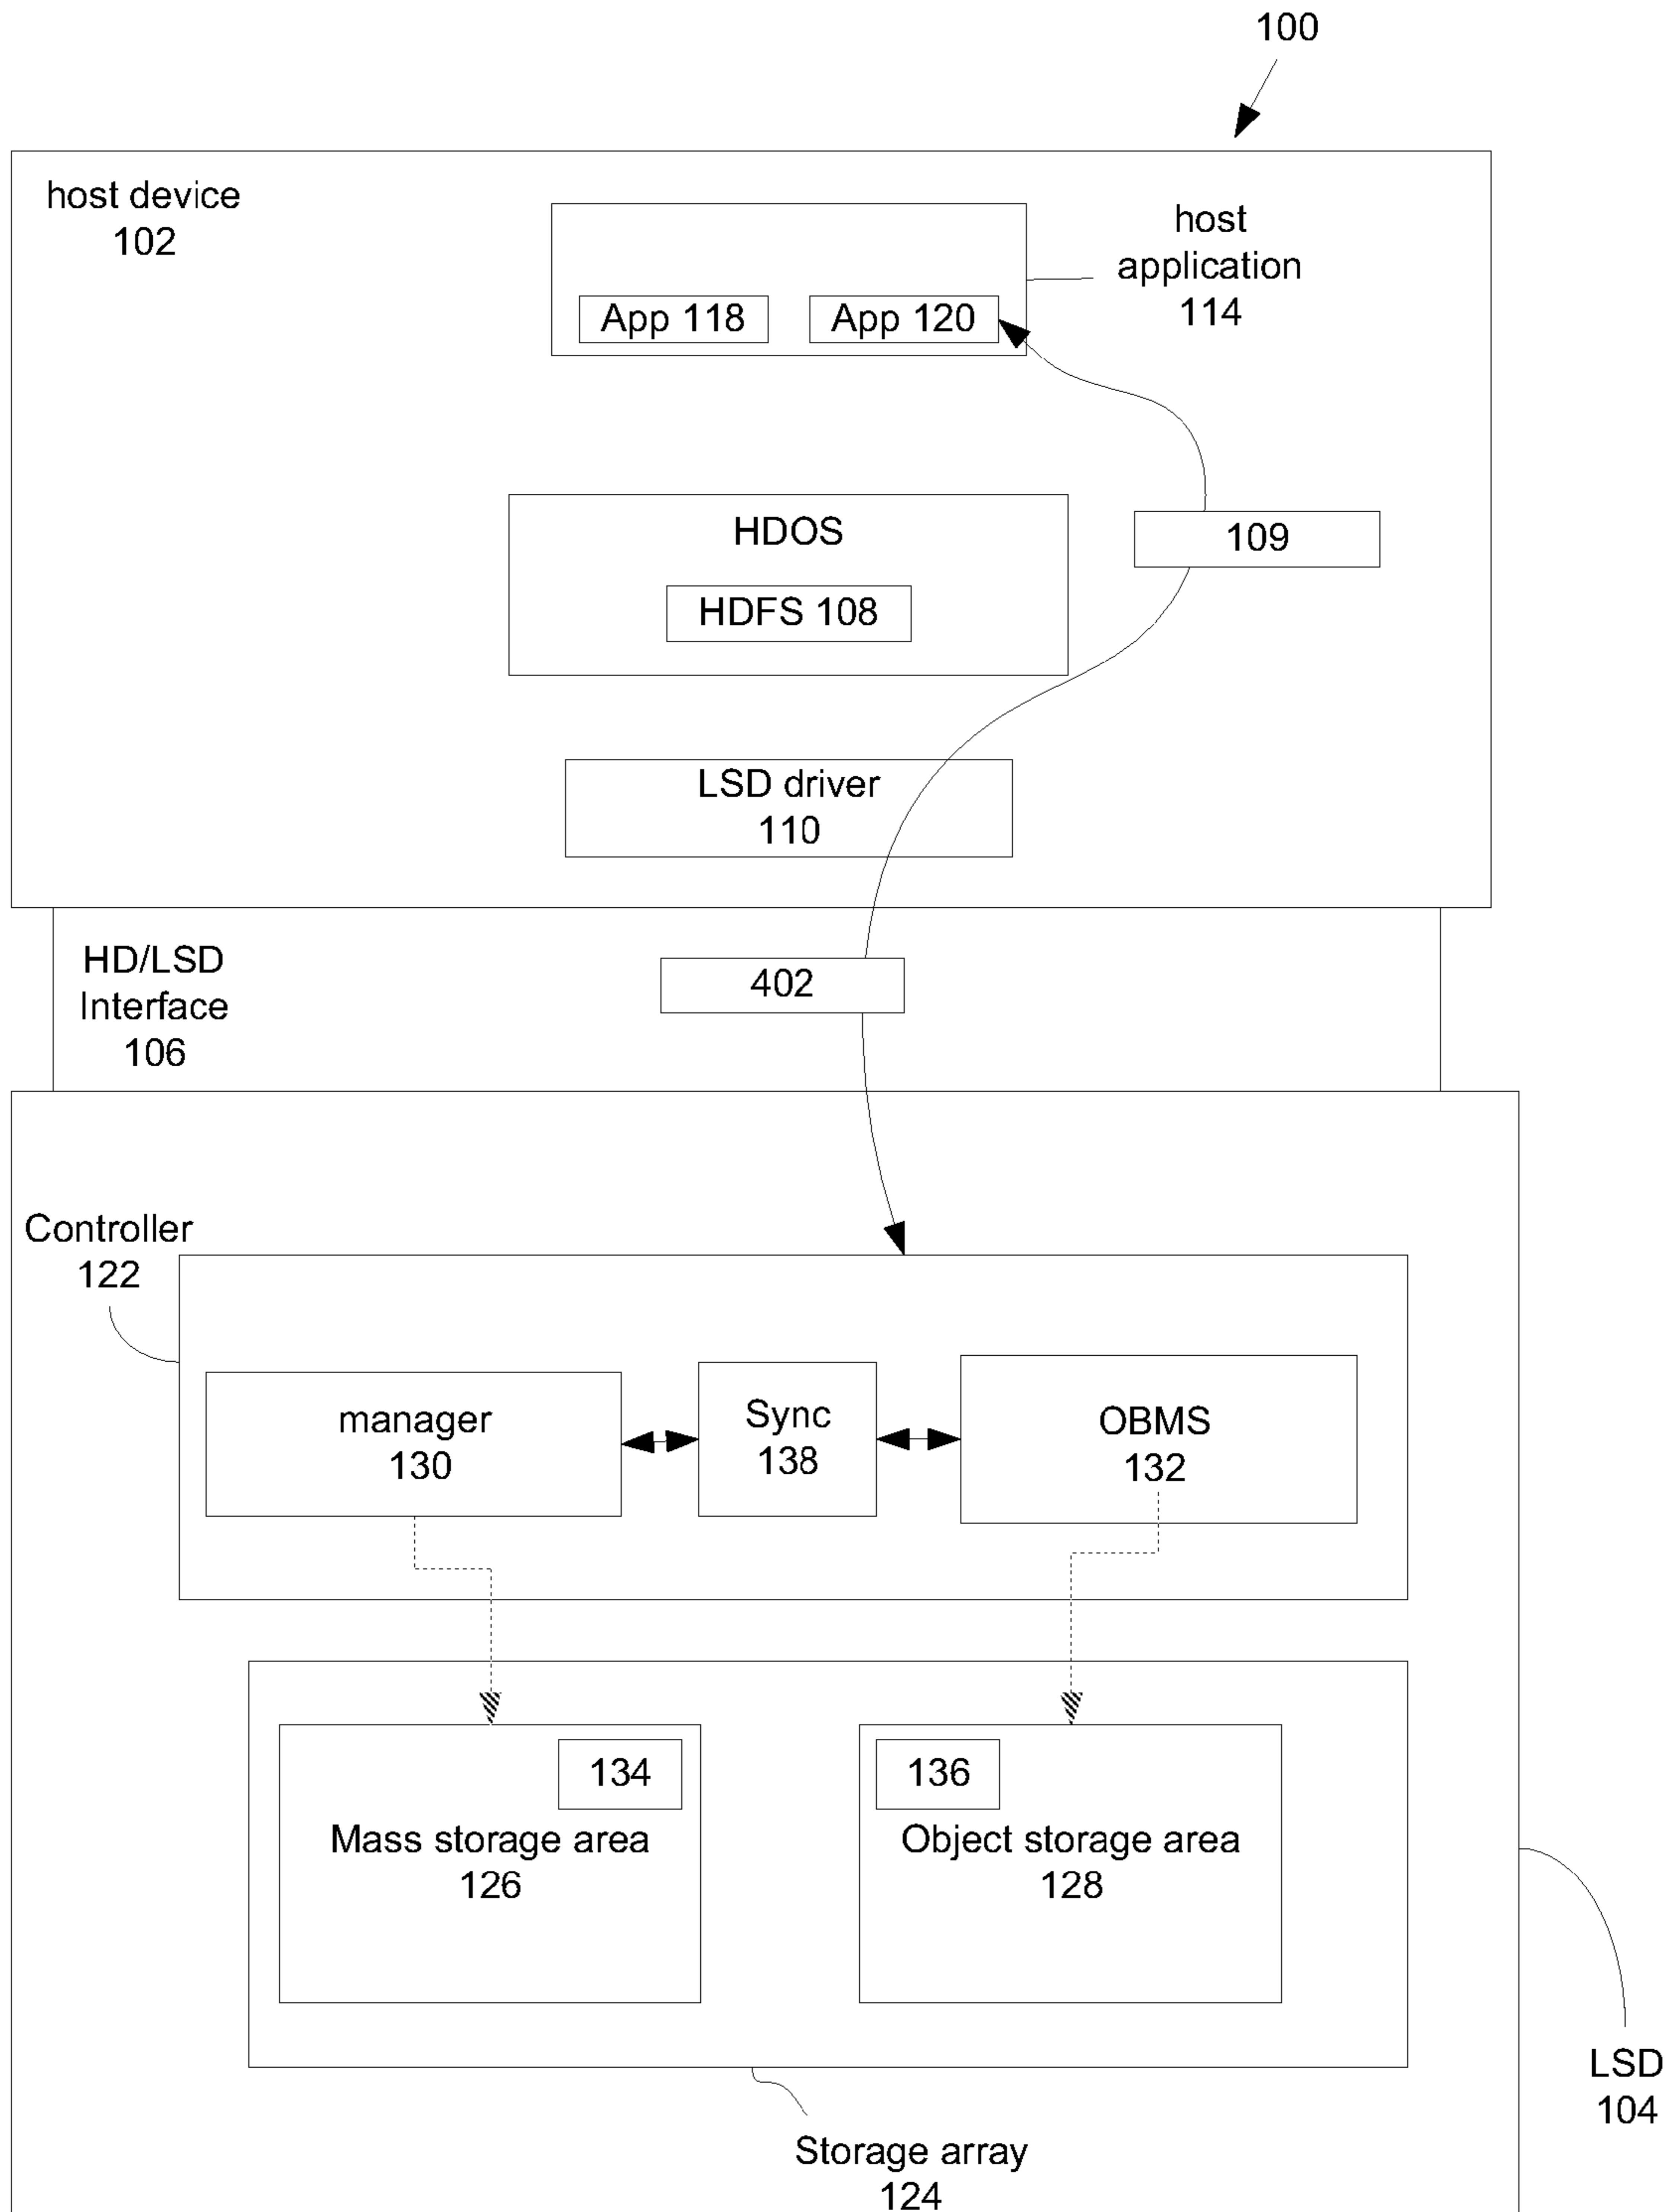 100
host device
102
host
application
114
App 118
App 120
HDOS
109
HDFS 108
LSD driver
110
HD/LSD
Interface
106
402
Controller
122
manager
130
Sync
138
OBMS
132
134
Mass storage area
126
136
Object storage area
128
LSD
104
Storage array
124